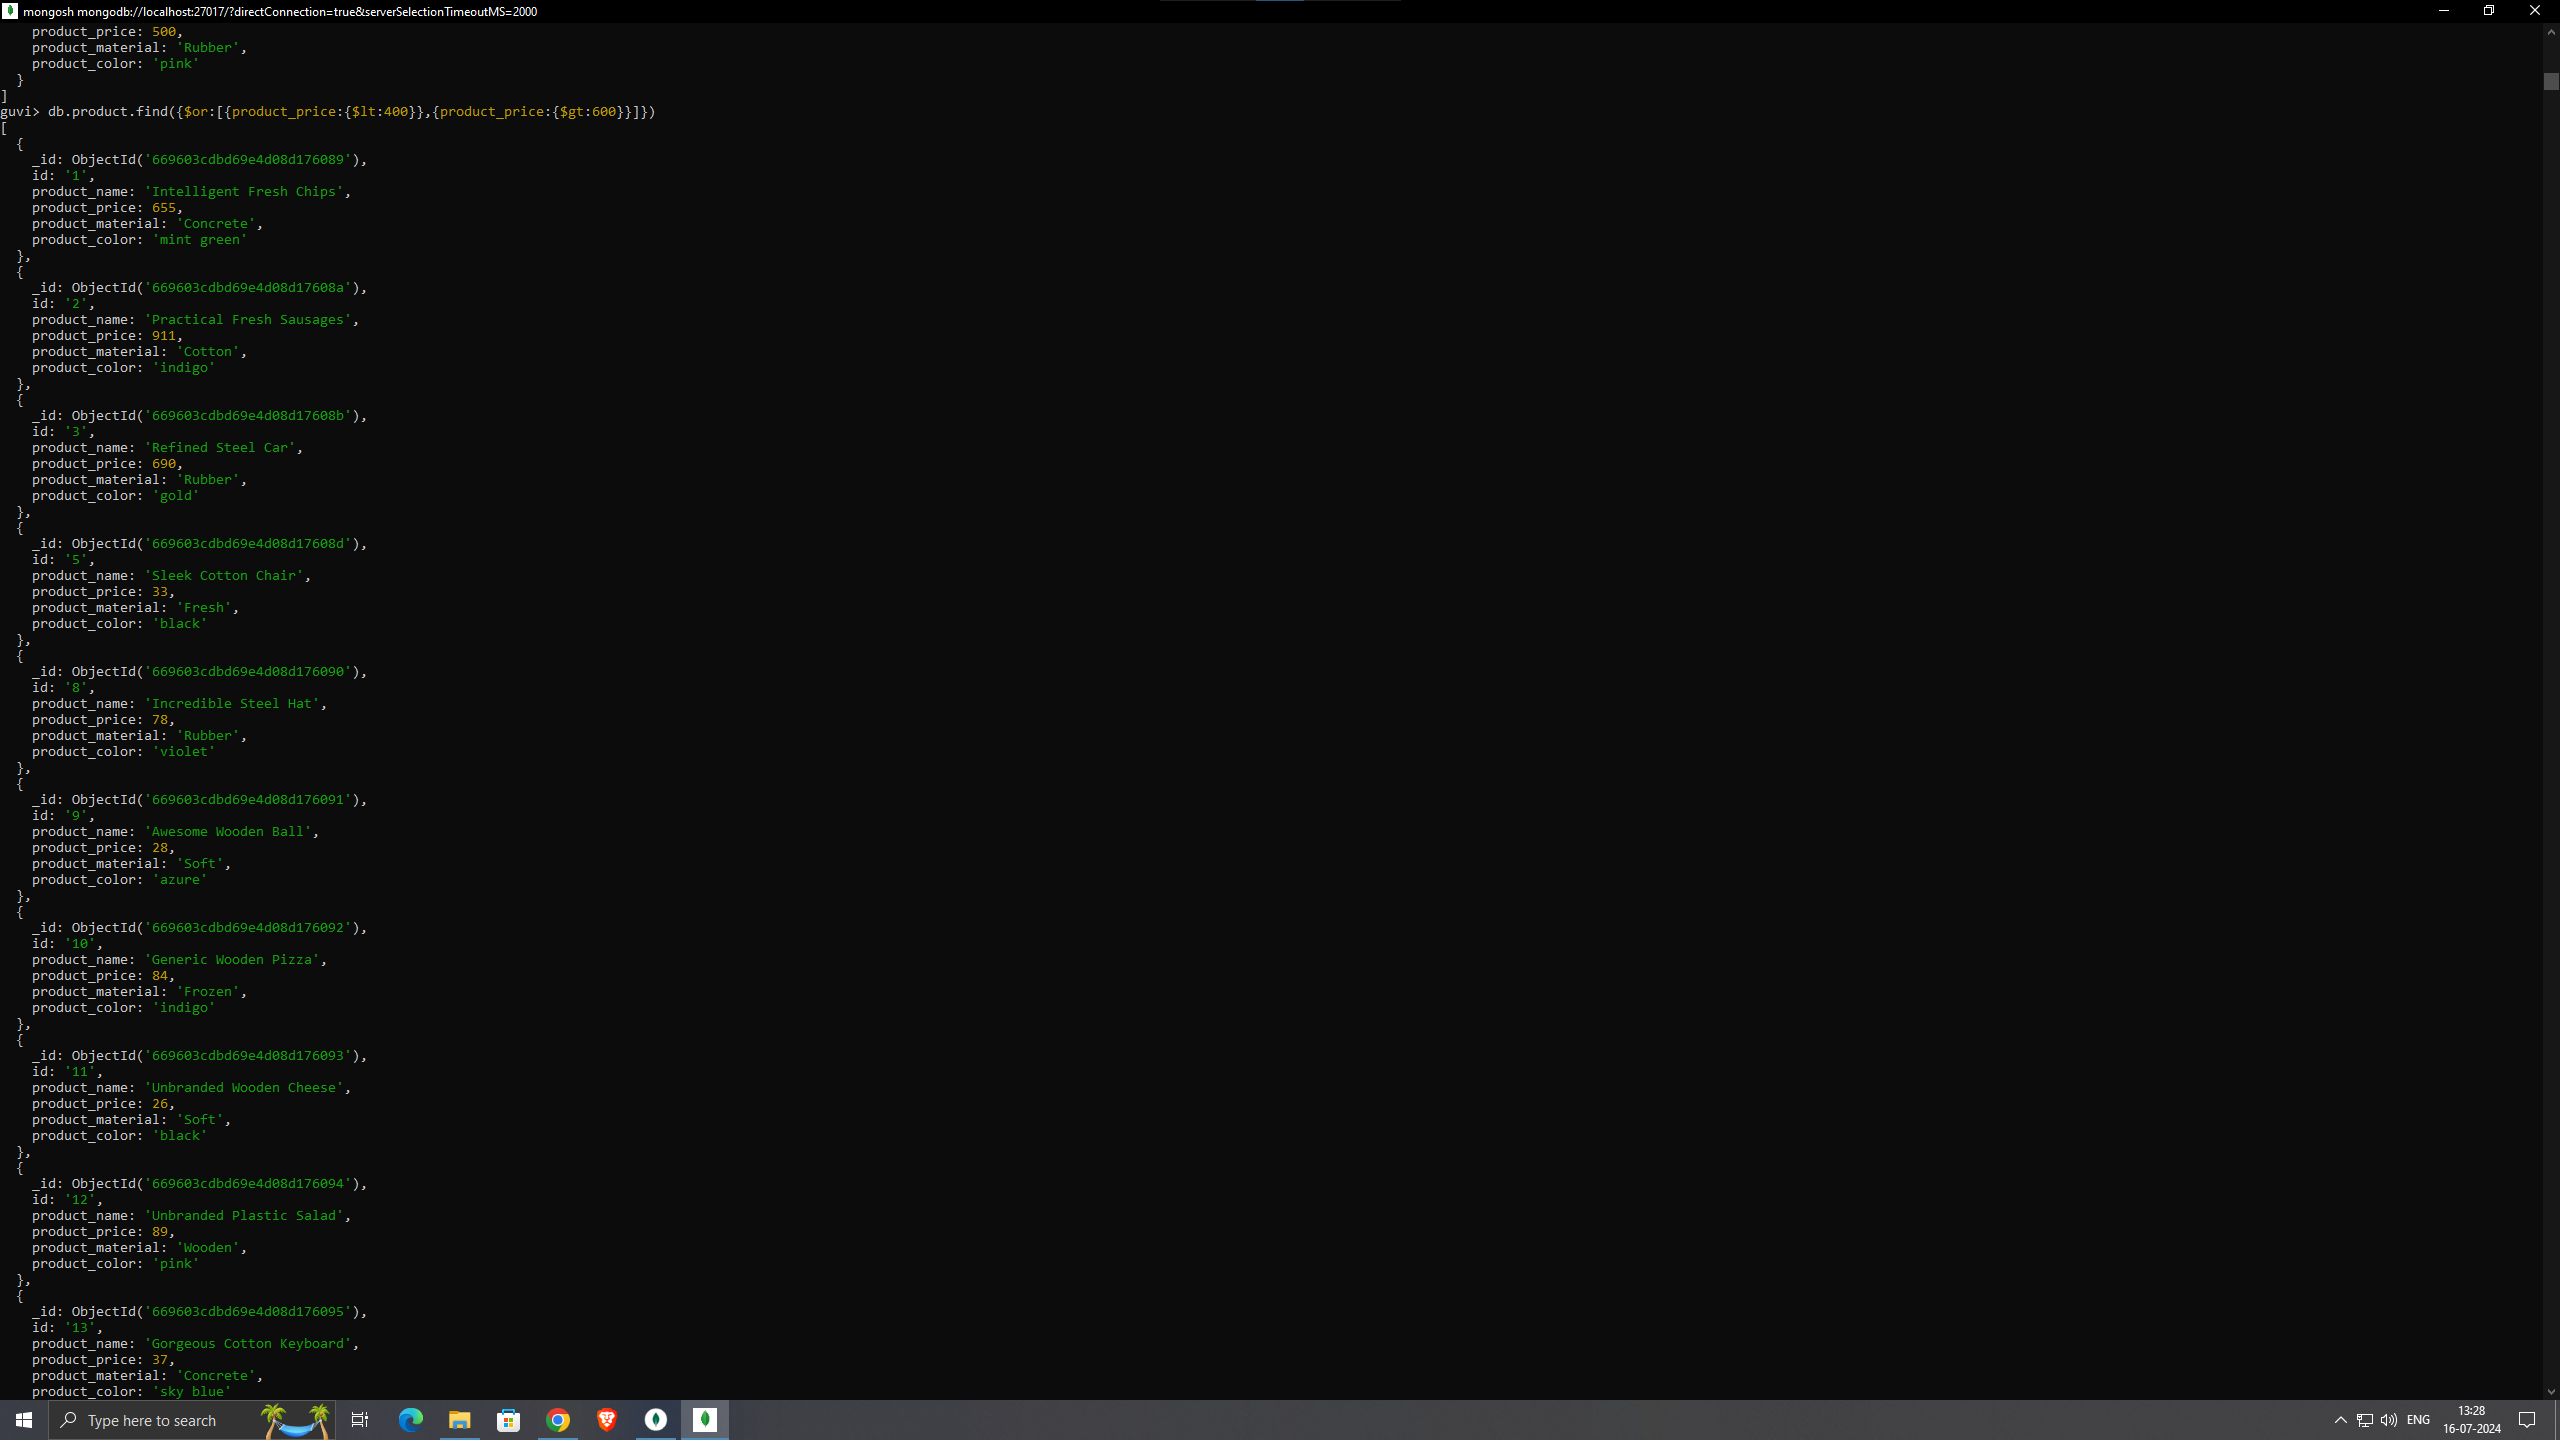 mongosh mongodb://localhost:27017/?directConnection=true&serverSelectionTimeoutMS=2000
    product_price: 500,
    product_material: 'Rubber',
    product_color: 'pink'
  }
]
guvi> db.product.find({$or:[{product_price:{$lt:400}},{product_price:{$gt:600}}]})
[
  {
    _id: ObjectId('669603cdbd69e4d08d176089'),
    id: '1',
    product_name: 'Intelligent Fresh Chips',
    product_price: 655,
    product_material: 'Concrete',
    product_color: 'mint green'
  },
  {
    _id: ObjectId('669603cdbd69e4d08d17608a'),
    id: '2',
    product_name: 'Practical Fresh Sausages',
    product_price: 911,
    product_material: 'Cotton',
    product_color: 'indigo'
  },
  {
    _id: ObjectId('669603cdbd69e4d08d17608b'),
    id: '3',
    product_name: 'Refined Steel Car',
    product_price: 690,
    product_material: 'Rubber',
    product_color: 'gold'
  },
  {
    _id: ObjectId('669603cdbd69e4d08d17608d'),
    id: '5',
    product_name: 'Sleek Cotton Chair',
    product_price: 33,
    product_material: 'Fresh',
    product_color: 'black'
  },
  {
    _id: ObjectId('669603cdbd69e4d08d176090'),
    id: '8',
    product_name: 'Incredible Steel Hat',
    product_price: 78,
    product_material: 'Rubber',
    product_color: 'violet'
  },
  {
    _id: ObjectId('669603cdbd69e4d08d176091'),
    id: '9',
    product_name: 'Awesome Wooden Ball',
    product_price: 28,
    product_material: 'Soft',
    product_color: 'azure'
  },
  {
    _id: ObjectId('669603cdbd69e4d08d176092'),
    id: '10',
    product_name: 'Generic Wooden Pizza',
    product_price: 84,
    product_material: 'Frozen',
    product_color: 'indigo'
  },
  {
    _id: ObjectId('669603cdbd69e4d08d176093'),
    id: '11',
    product_name: 'Unbranded Wooden Cheese',
    product_price: 26,
    product_material: 'Soft',
    product_color: 'black'
  },
  {
    _id: ObjectId('669603cdbd69e4d08d176094'),
    id: '12',
    product_name: 'Unbranded Plastic Salad',
    product_price: 89,
    product_material: 'Wooden',
    product_color: 'pink'
  },
  {
    _id: ObjectId('669603cdbd69e4d08d176095'),
    id: '13',
    product_name: 'Gorgeous Cotton Keyboard',
    product_price: 37,
    product_material: 'Concrete',
    product_color: 'sky blue'
Type here to search
ENG
13:28
16-07-2024